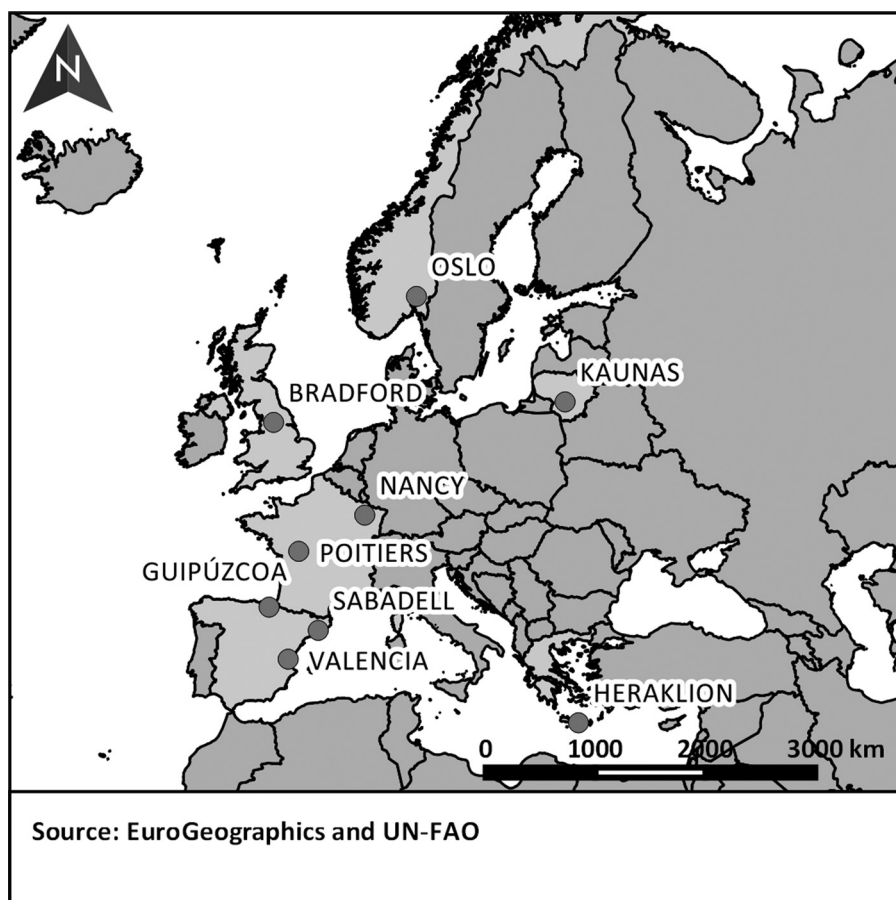 N
OSLO
KAUNAS
BRADFORD
NANCY
POITIERS
GUIPÚZCOA
SABADELL
VALENCIA
HERAKLION
0 1000 2000 3000 km
Source: EuroGeographics and UN-FAO